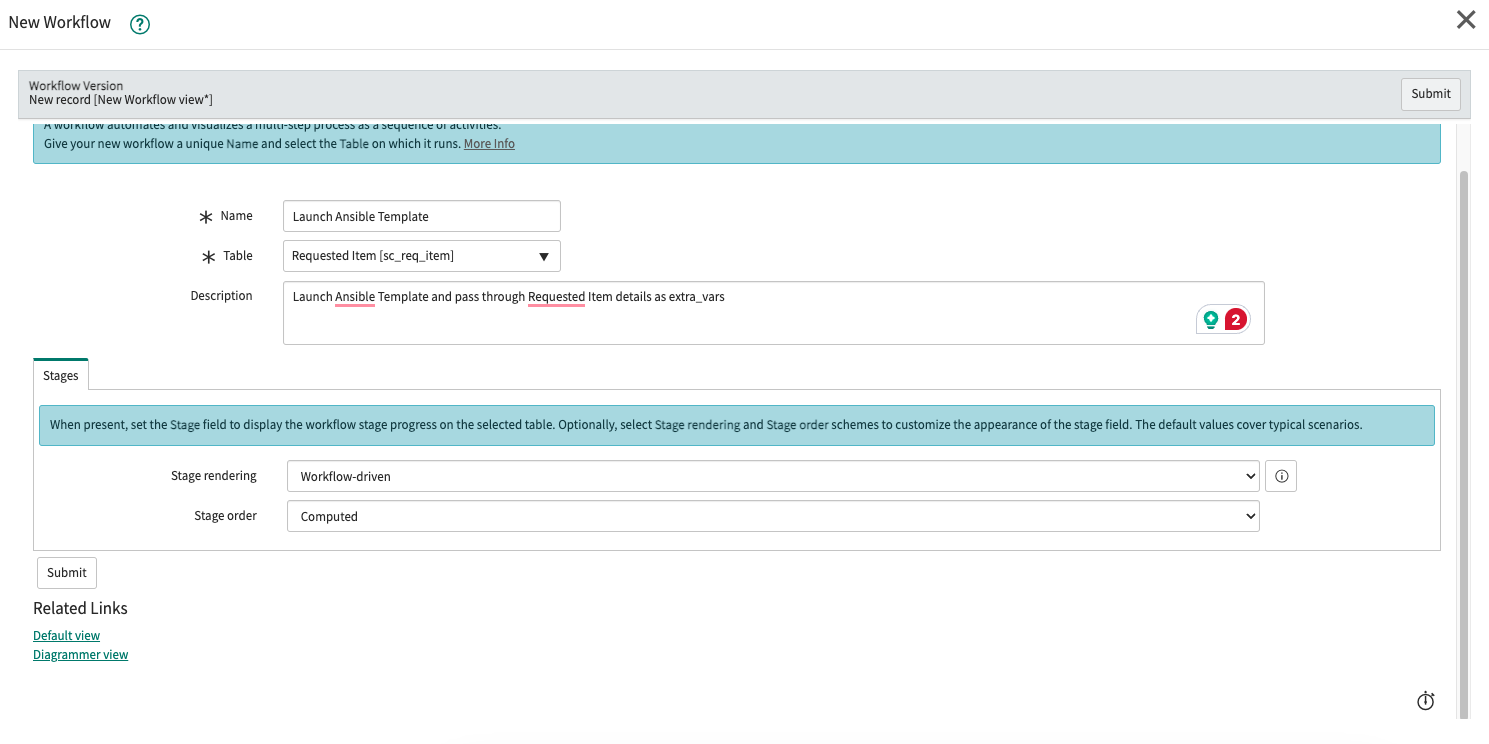 New Workflow ?
Workflow Version
New record [New Workflow view*]
Submit
A workflow automates and visualizes a multi-step process as a sequence of activities.
Give your new workflow a unique Name and select the Table on which it runs. More Info
Name
Launch Ansible Template
Table
Requested Item [sc_req_item]
Description
Launch Ansible Template and pass through Requested Item details as extra_vars
2
Stages
When present, set the Stage field to display the workflow stage progress on the selected table. Optionally, select Stage rendering and Stage order schemes to customize the appearance of the stage field. The default values cover typical scenarios.
Stage rendering
Workflow-driven
Stage order
Computed
Submit
Related Links
Default view
Diagrammer view